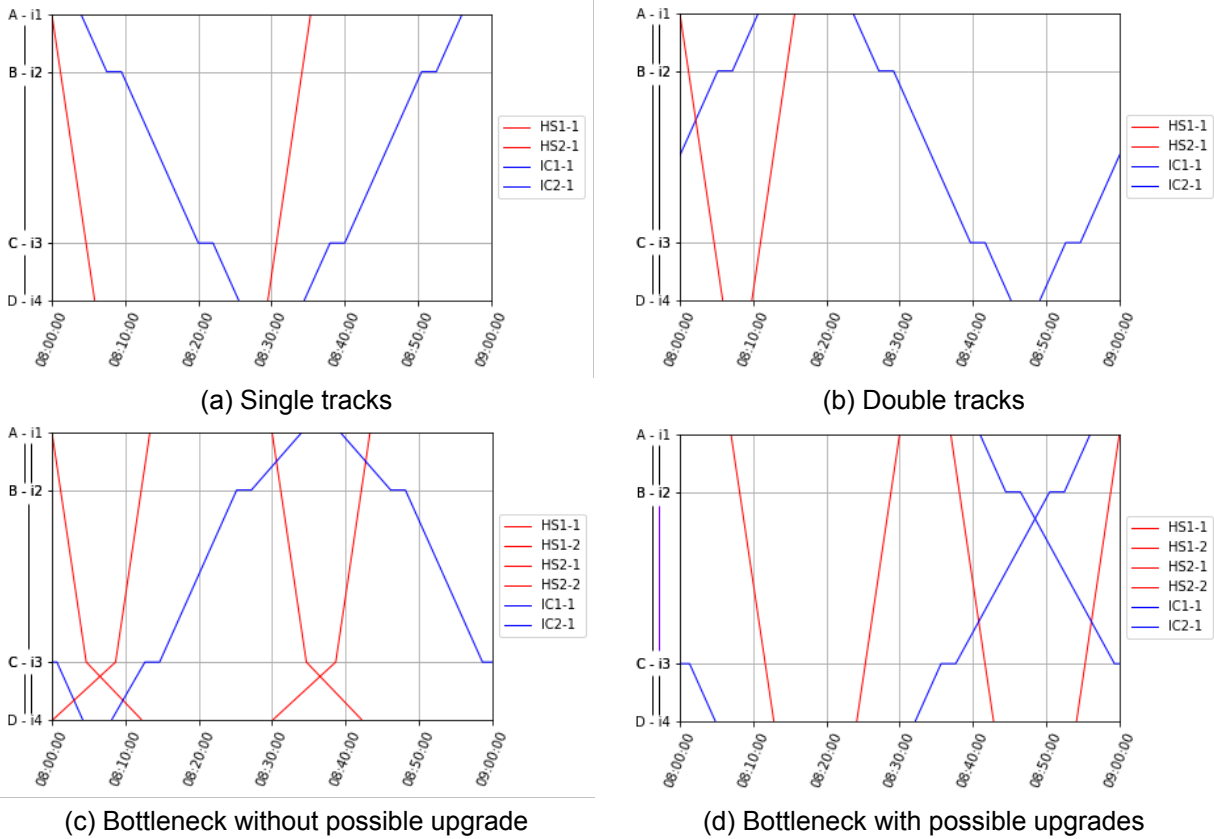 A - i1
B - i2
C - i3
D - i4
08:00:00
08:10:00
08:20:00
08:30:00
08:40:00
08:50:00
09:00:00
HS1-1
HS2-1
IC1-1
IC2-1
(a) Single tracks
A - i1
B - i2
C - i3
D - i4
08:00:00
08:10:00
08:20:00
08:30:00
08:40:00
08:50:00
09:00:00
HS1-1
HS2-1
IC1-1
IC2-1
(b) Double tracks
A - i1
B - i2
C - i3
D - i4
08:00:00
08:10:00
08:20:00
08:30:00
08:40:00
08:50:00
09:00:00
HS1-1
HS1-2
HS2-1
HS2-2
IC1-1
IC2-1
(c) Bottleneck without possible upgrade
A - i1
B - i2
C - i3
D - i4
08:00:00
08:10:00
08:20:00
08:30:00
08:40:00
08:50:00
09:00:00
HS1-1
HS1-2
HS2-1
HS2-2
IC1-1
IC2-1
(d) Bottleneck with possible upgrades